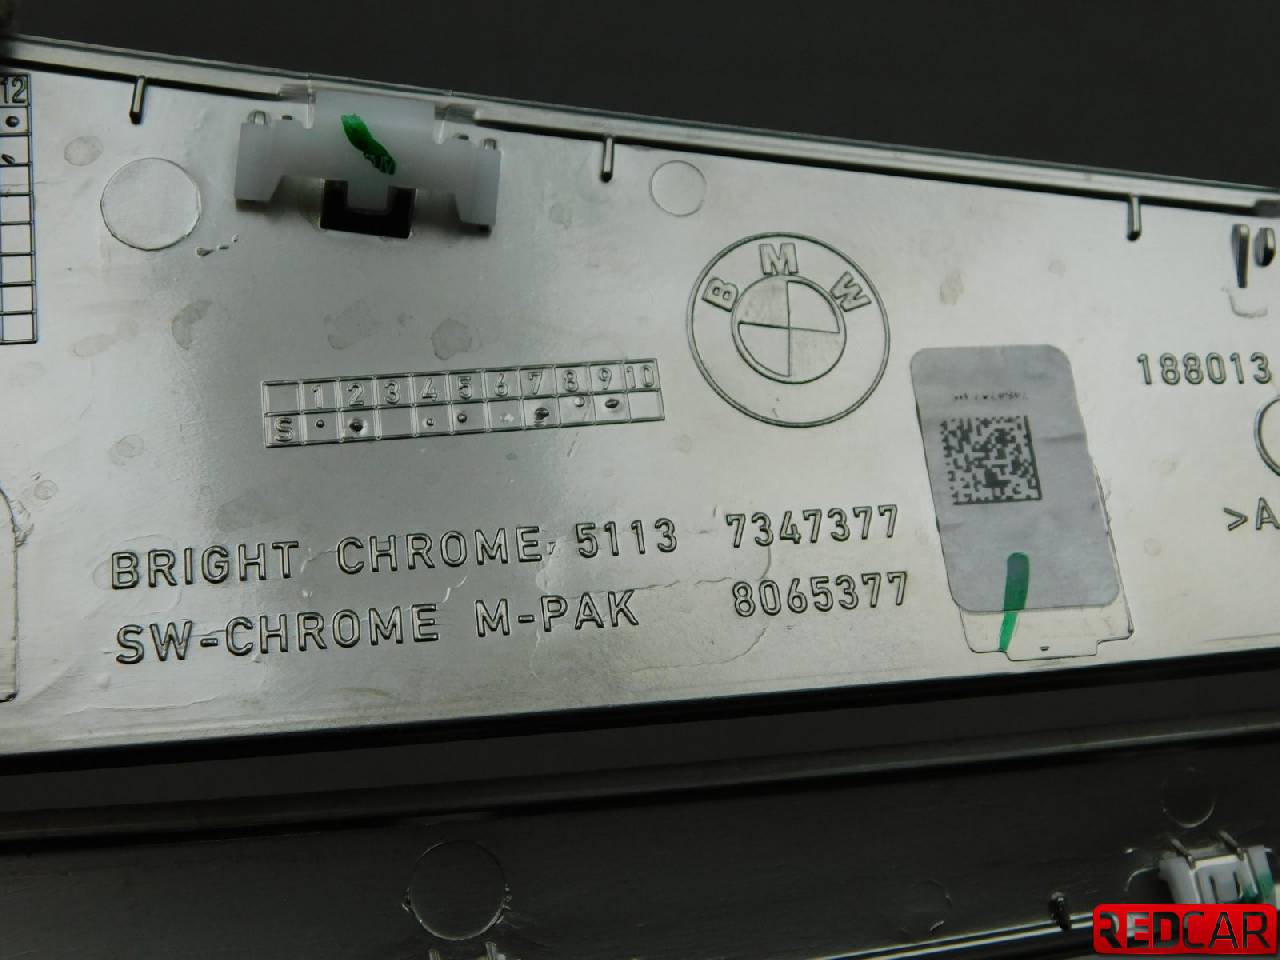 12
BMW
1 2 3 4 5 6 7 8 9 10
S
188013
>A
BRIGHT CHROME 5113 7347377
SW-CHROME M-PAK 8065377
REDCAR